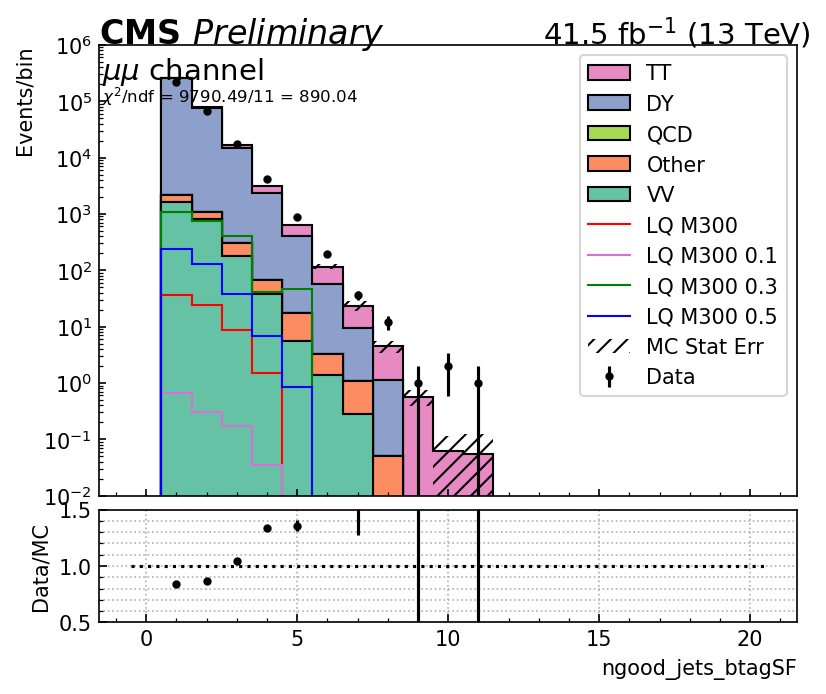 CMS Preliminary 41.5 fb⁻¹ (13 TeV)
μμ channel
χ²/ndf = 9790.49/11 = 890.04
Events/bin
10⁶
10⁵
10⁴
10³
10²
10¹
10⁰
10⁻¹
10⁻²
TT
DY
QCD
Other
VV
LQ M300
LQ M300 0.1
LQ M300 0.3
LQ M300 0.5
MC Stat Err
Data
Data/MC
1.5
1.0
0.5
0 5 10 15 20
ngood_jets_btagSF